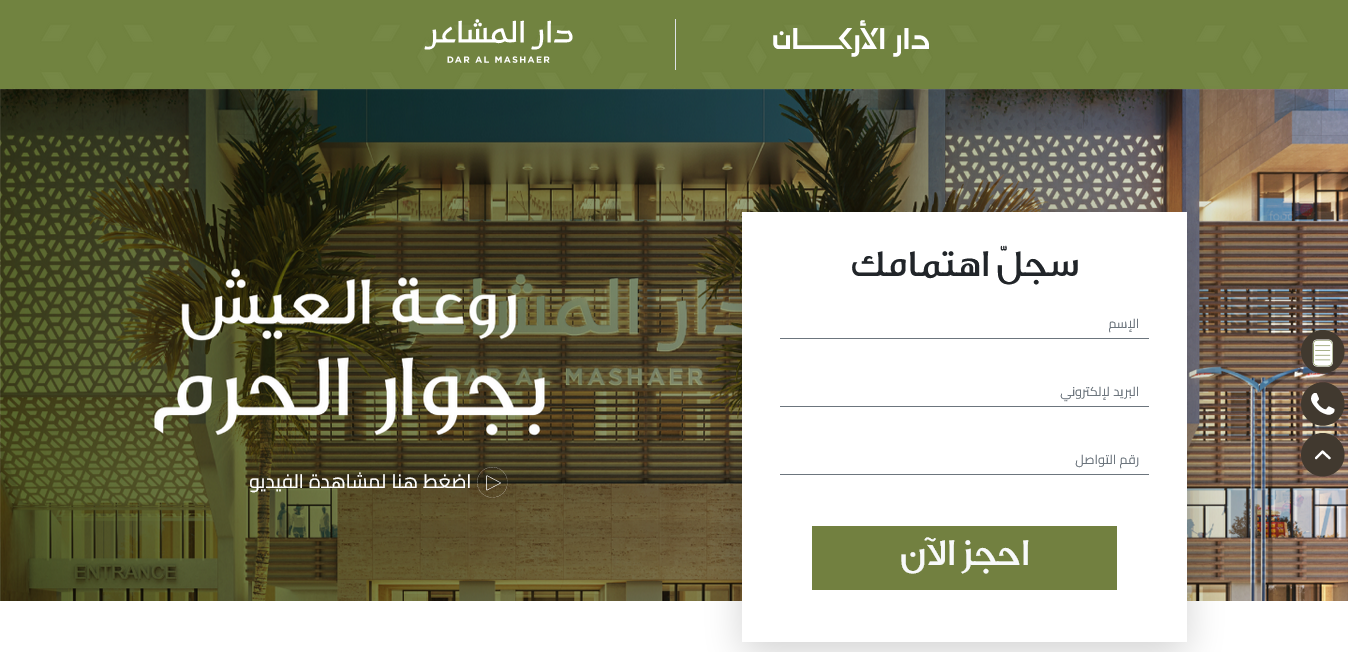 دار الأركان
دار المشاعر
DAR AL MASHAER
دار المشاعر
DAR AL MASHAER
روعة العيش
بجوار الحرم
اضغط هنا لمشاهدة الفيديو
ENTRANCE
سجلّ اهتمامك
الإسم
البريد لإلكتروني
رقم التواصل
احجز الآن